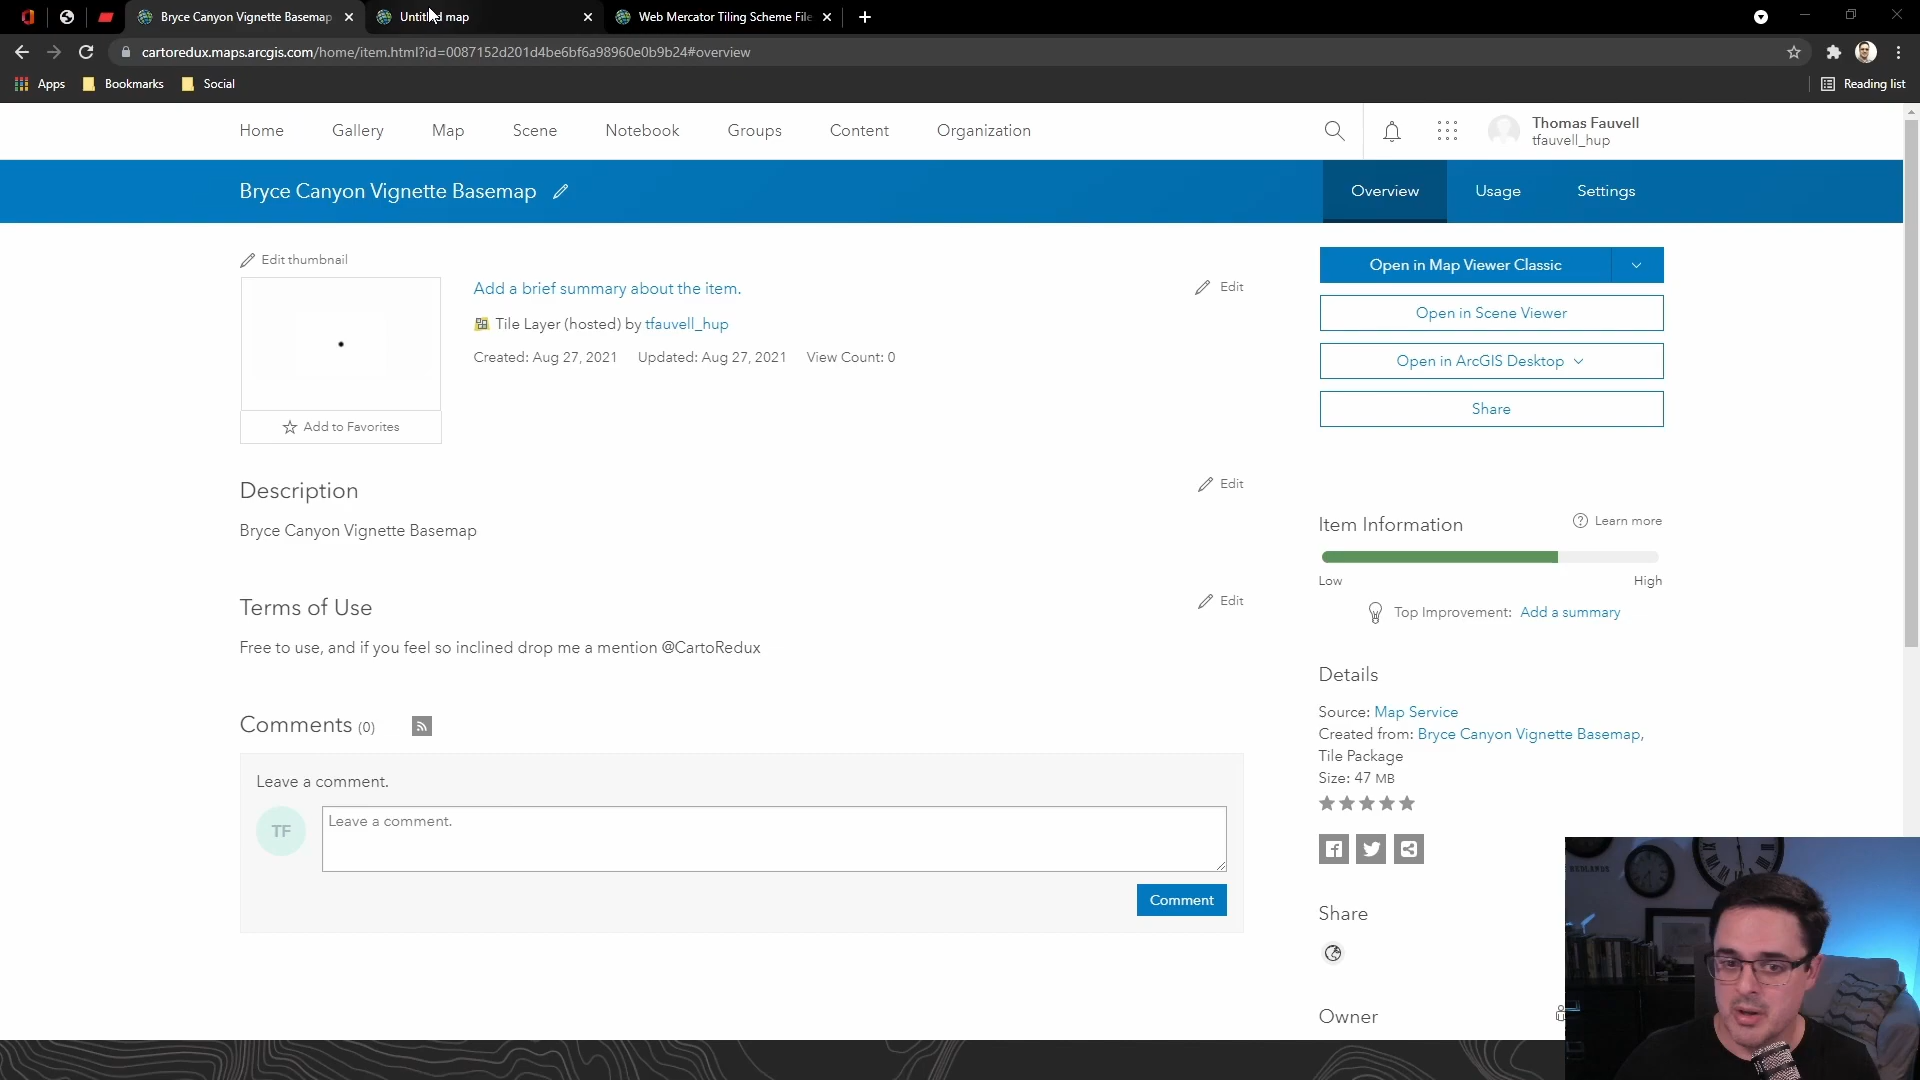 Bryce Canyon Vignette Basemap
Untitled map
Web Mercator Tiling Scheme File
cartoredux.maps.arcgis.com/home/item.html?id=0087152d201d4be6bf6a98960e0b9b24#overview
Apps
Bookmarks
Social
Reading list
Home
Gallery
Map
Scene
Notebook
Groups
Content
Organization
Thomas Fauvell
tfauvell_hup
Bryce Canyon Vignette Basemap
Overview
Usage
Settings
Edit thumbnail
Add to Favorites
Add a brief summary about the item.
Edit
Tile Layer (hosted) by tfauvell_hup
Created: Aug 27, 2021 Updated: Aug 27, 2021 View Count: 0
Open in Map Viewer Classic
Open in Scene Viewer
Open in ArcGIS Desktop
Share
Description
Edit
Bryce Canyon Vignette Basemap
Item Information
Learn more
Low
High
Top Improvement: Add a summary
Terms of Use
Edit
Free to use, and if you feel so inclined drop me a mention @CartoRedux
Details
Source: Map Service
Created from: Bryce Canyon Vignette Basemap,
Tile Package
Size: 47 MB
Comments (0)
Leave a comment.
TF
Leave a comment.
Comment
Share
Owner